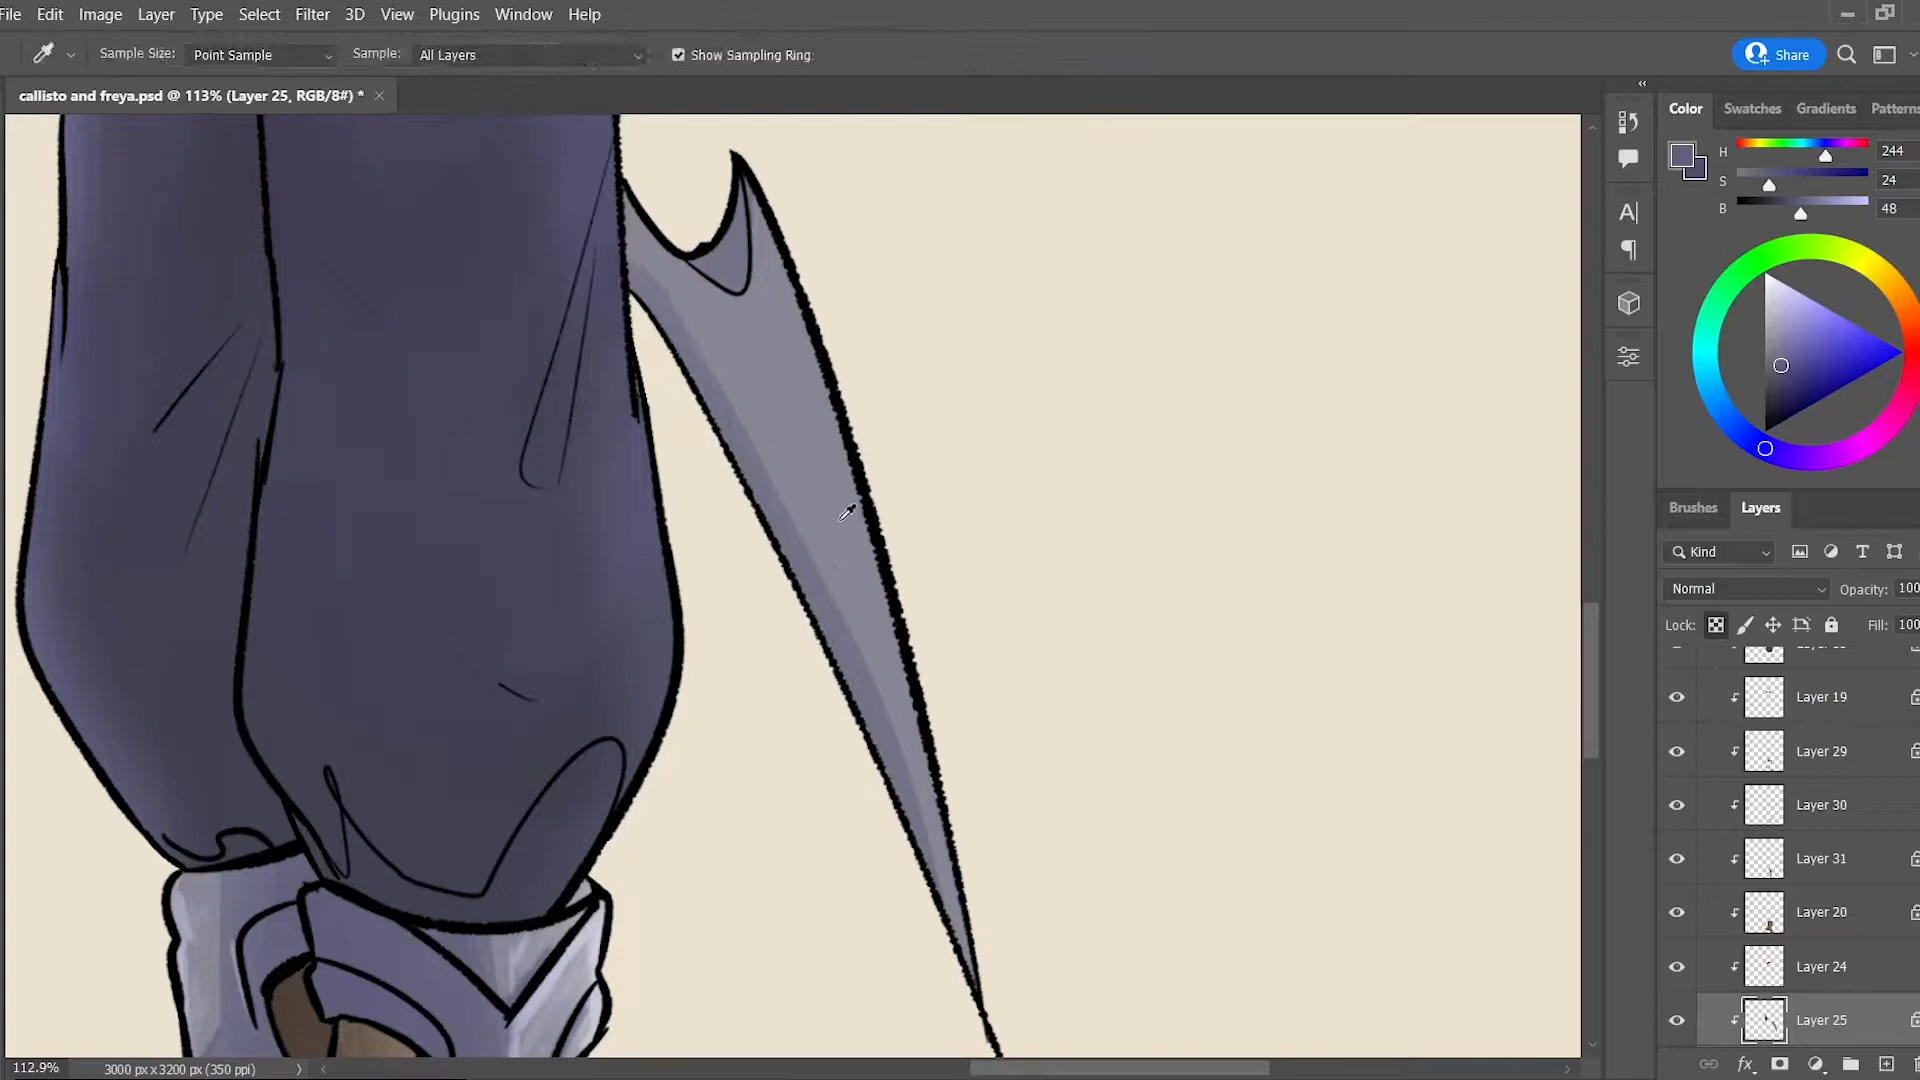 File Edit Image Layer Type Select Filter 3D View Plugins Window Help
Sample Size: Point Sample Sample: All Layers Show Sampling Ring: Share
callisto and freya.psd @ 113% (Layer 25, RGB/8#) *
Color Swatches Gradients Patterns
H 244
S 24
B 48
A
Brushes Layers
Kind T
Normal Opacity: 100
Lock: Fill: 100
Layer 19
Layer 29
Layer 30
Layer 31
Layer 20
Layer 24
Layer 25
fx
112.9% 3000 px x 3200 px (350 ppi)